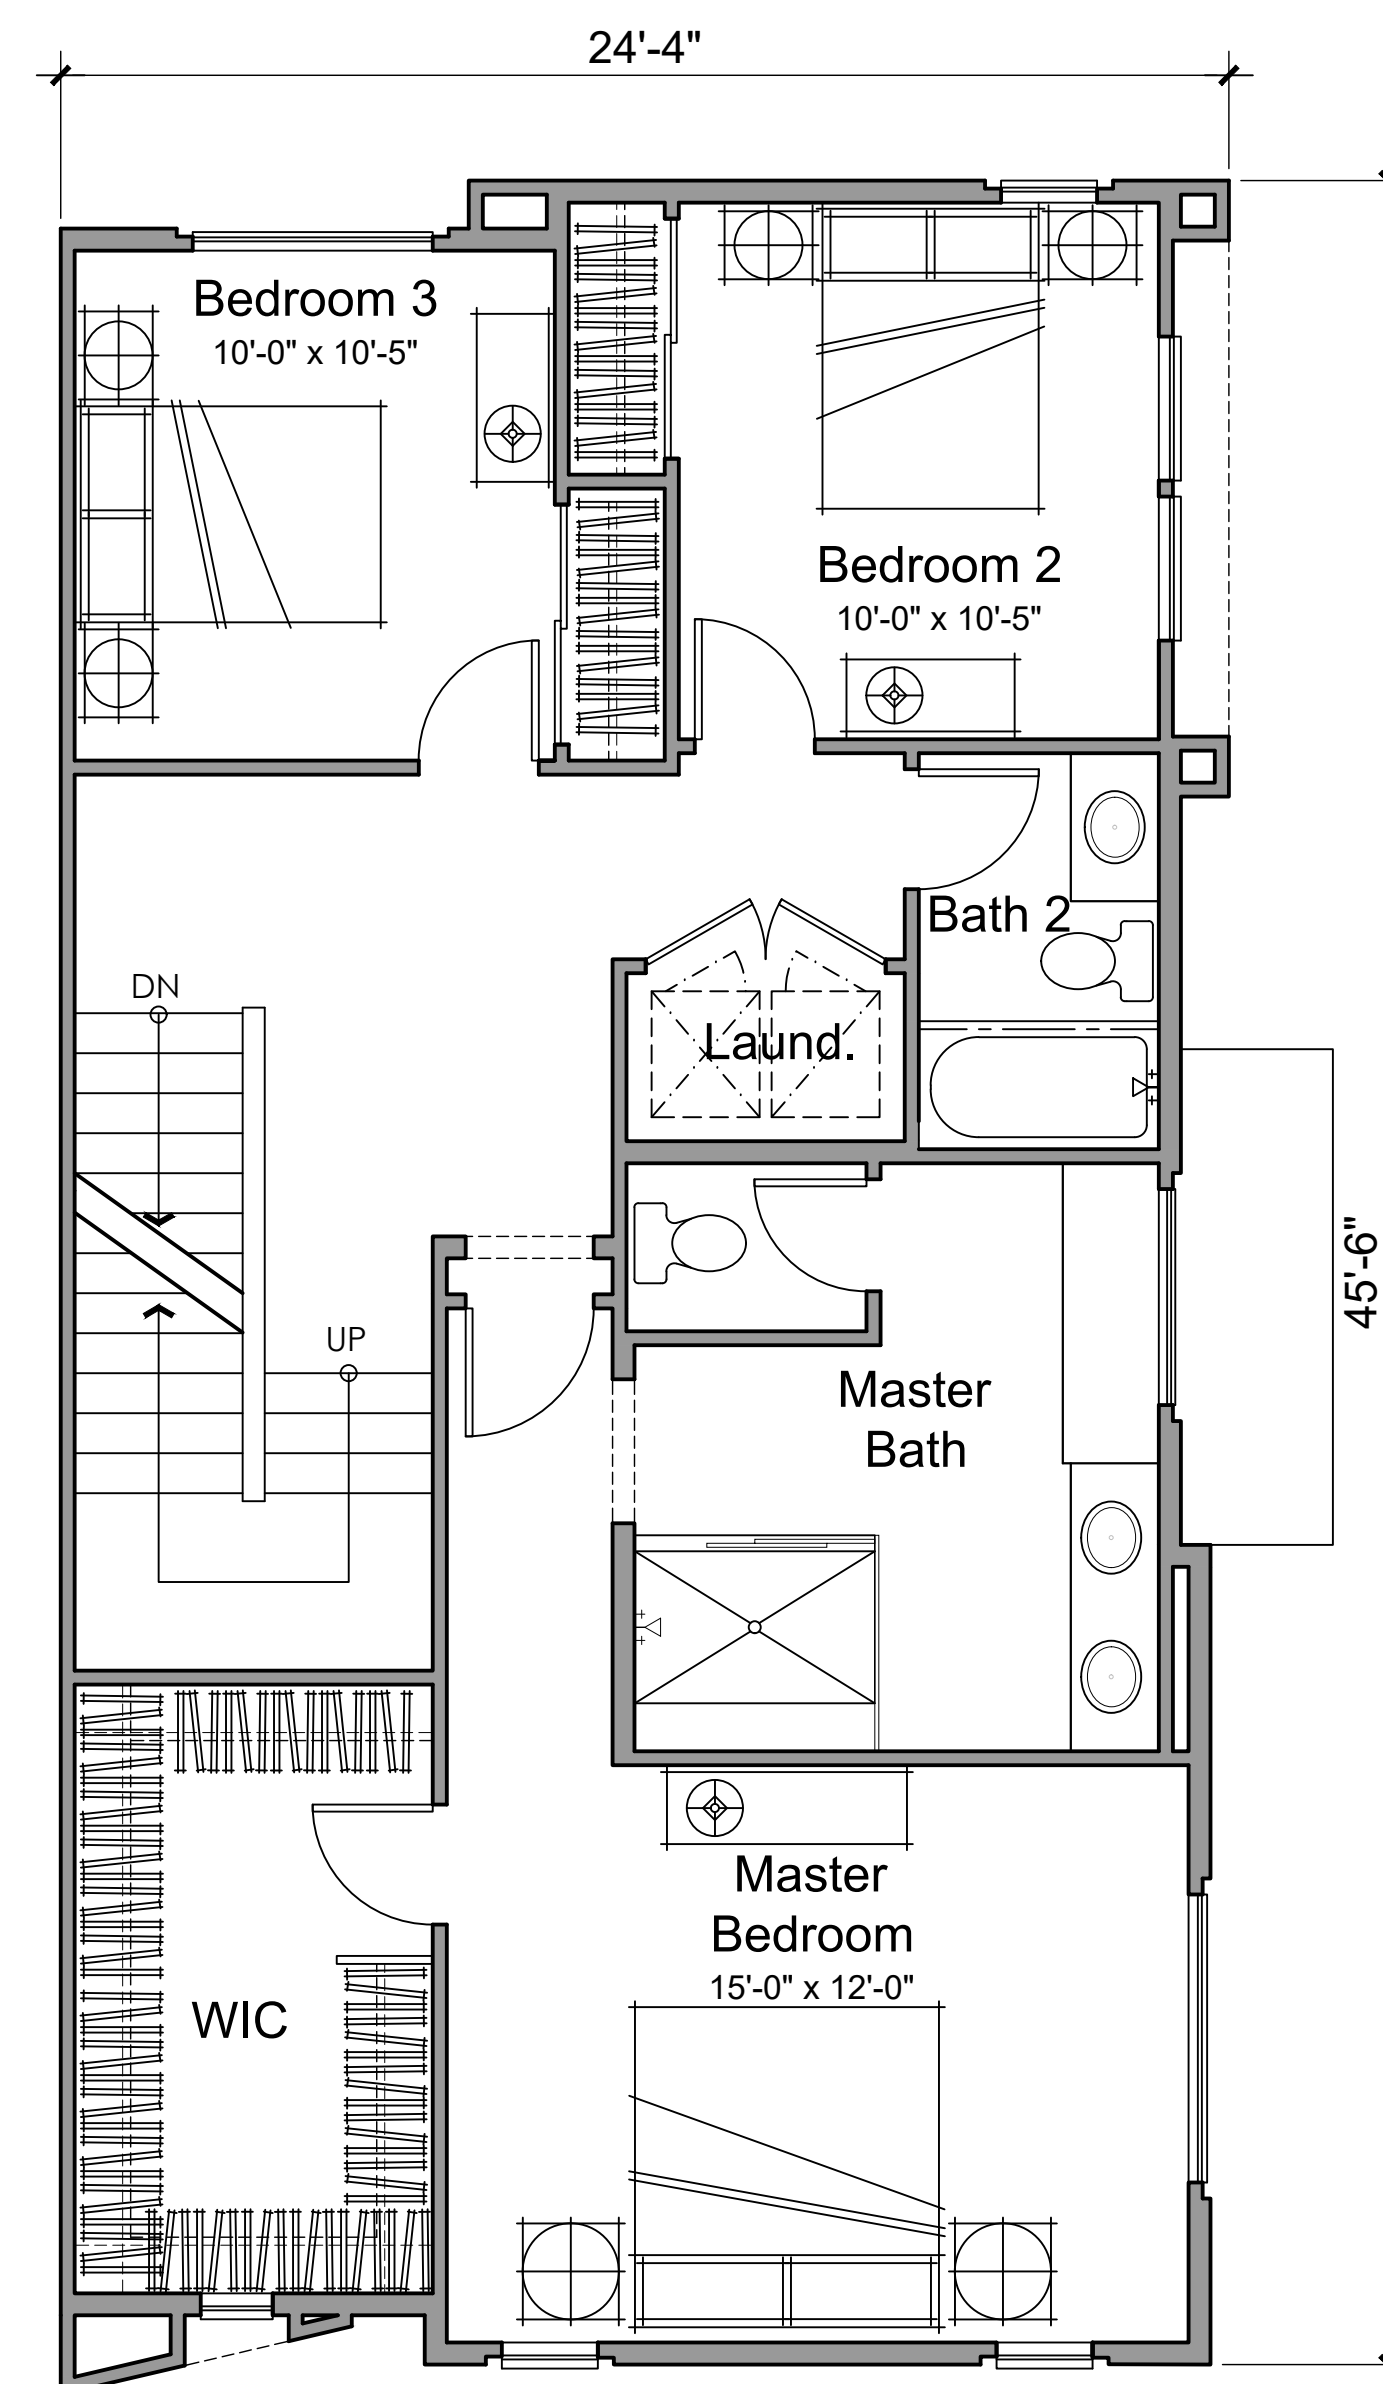 24'-4"
Bedroom 3
10'-0" x 10'-5"
Bedroom 2
10'-0" x 10'-5"
Bath 2
DN
Laund.
45'-6"
UP
Master
Bath
Master
Bedroom
15'-0" x 12'-0"
WIC